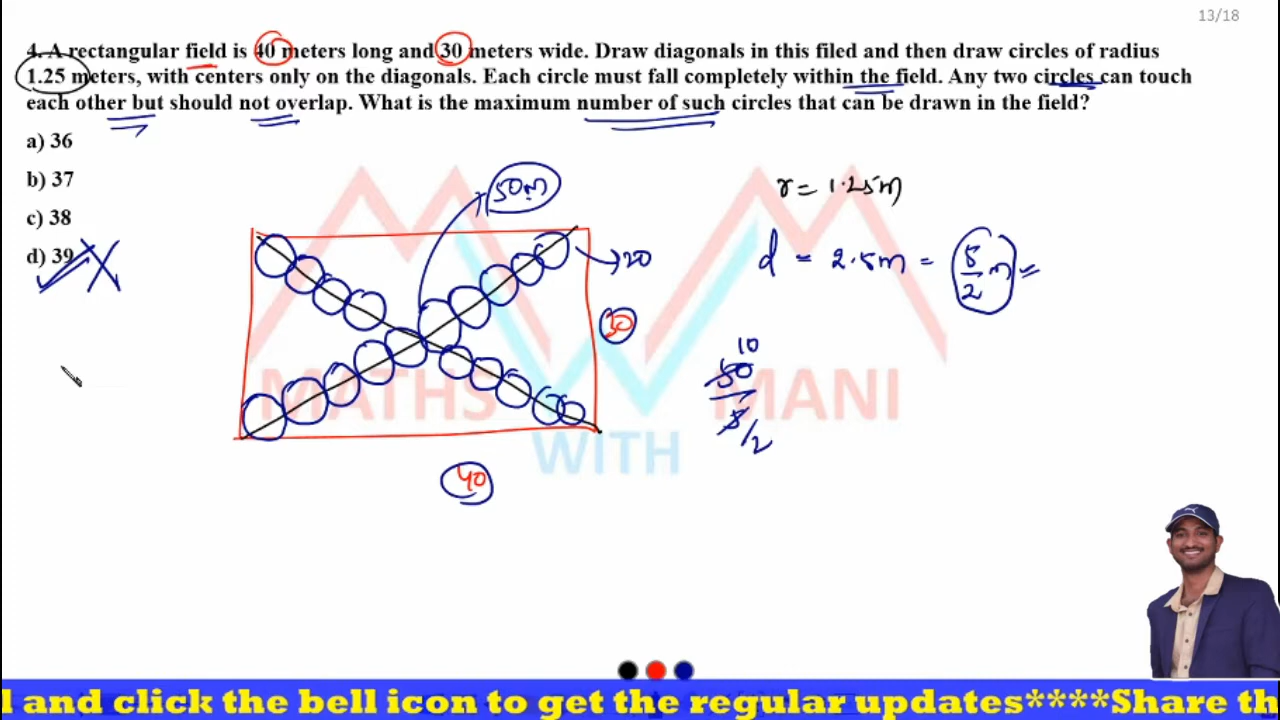 13/18
4. A rectangular field is 40 meters long and 30 meters wide. Draw diagonals in this filed and then draw circles of radius
1.25 meters, with centers only on the diagonals. Each circle must fall completely within the field. Any two circles can touch
each other but should not overlap. What is the maximum number of such circles that can be drawn in the field?
a) 36
b) 37
c) 38
d) 39
50m
r = 1.25m
d = 2.5m = 5/2 m =
20
30
10
50
5/2
40
MATHS MANI
WITH
l and click the bell icon to get the regular updates****Share th